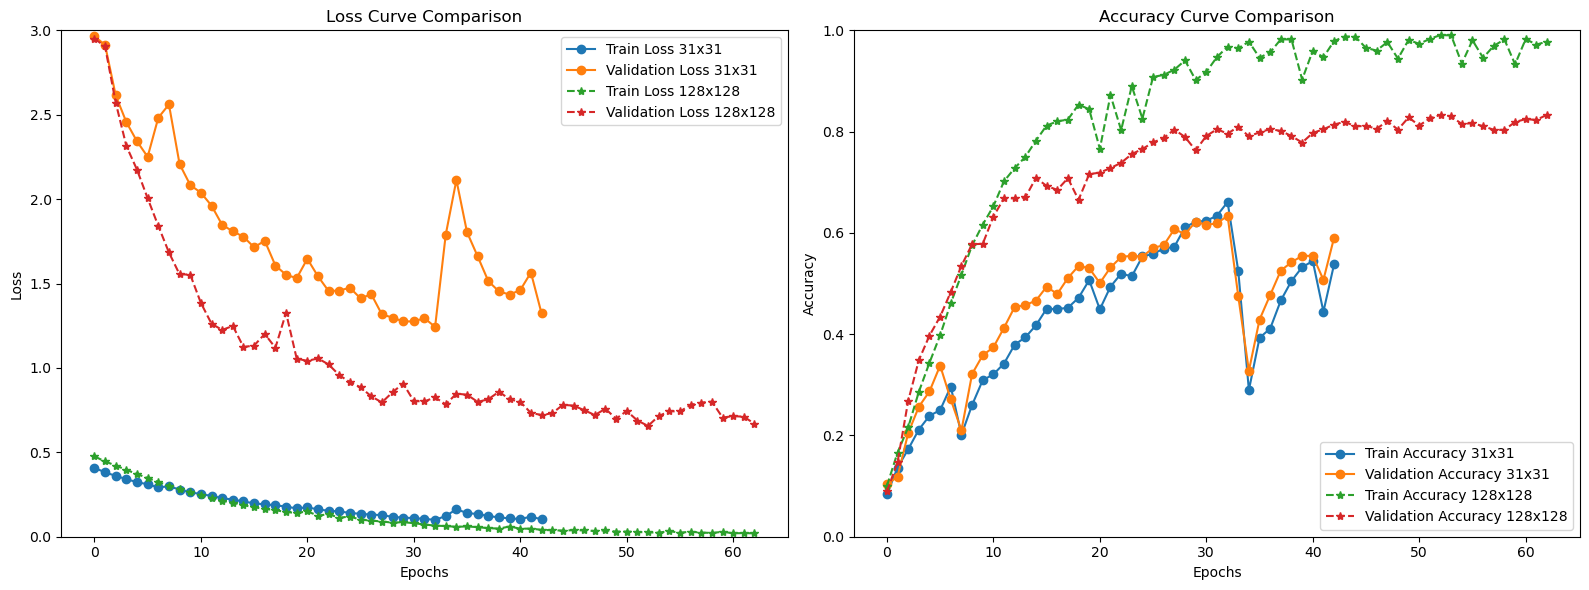 Loss Curve Comparison
3.0
2.5
2.0
1.5
1.0
0.5
0.0
Loss
0
10
20
30
40
50
60
Epochs
Train Loss 31x31
Validation Loss 31x31
Train Loss 128x128
Validation Loss 128x128
Accuracy Curve Comparison
1.0
0.8
0.6
0.4
0.2
0.0
Accuracy
0
10
20
30
40
50
60
Epochs
Train Accuracy 31x31
Validation Accuracy 31x31
Train Accuracy 128x128
Validation Accuracy 128x128